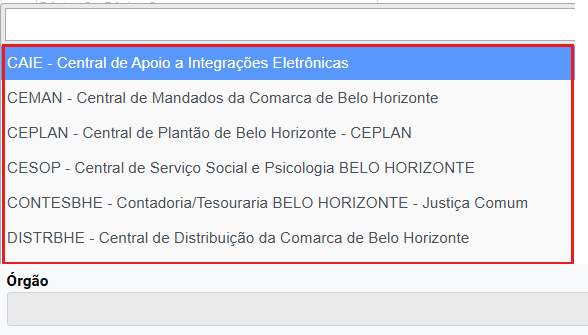 CAIE - Central de Apoio a Integrações Eletrônicas
CEMAN - Central de Mandados da Comarca de Belo Horizonte
CEPLAN - Central de Plantão de Belo Horizonte - CEPLAN
CESOP - Central de Serviço Social e Psicologia BELO HORIZONTE
CONTESBHE - Contadoria/Tesouraria BELO HORIZONTE - Justiça Comum
DISTRBHE - Central de Distribuição da Comarca de Belo Horizonte
Órgão